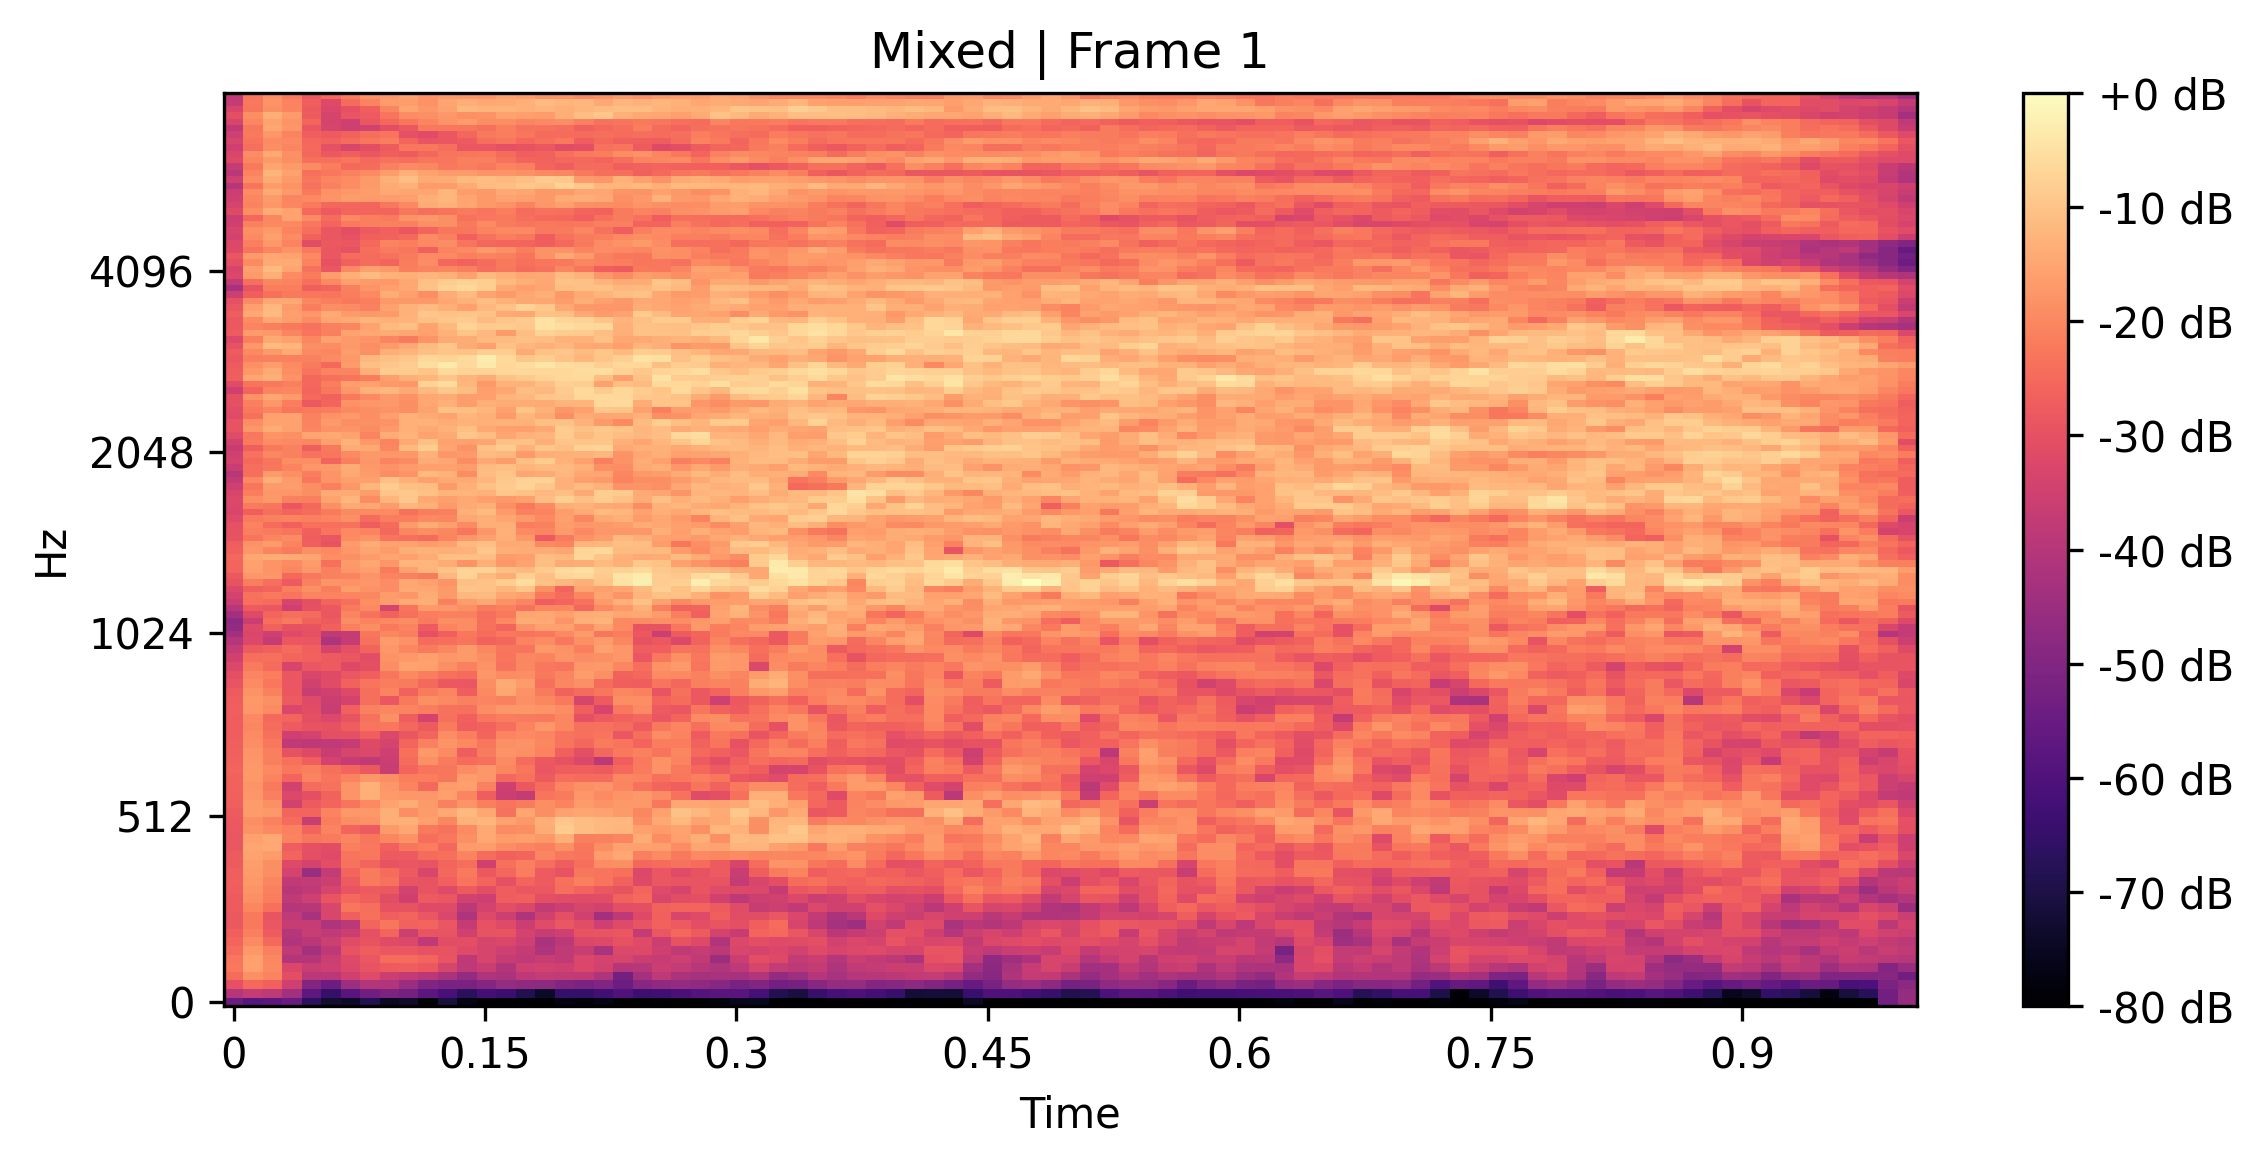 Mixed | Frame 1
+0 dB
-10 dB
-20 dB
-30 dB
-40 dB
-50 dB
-60 dB
-70 dB
-80 dB
Hz
4096
2048
1024
512
0
0 0.15 0.3 0.45 0.6 0.75 0.9
Time